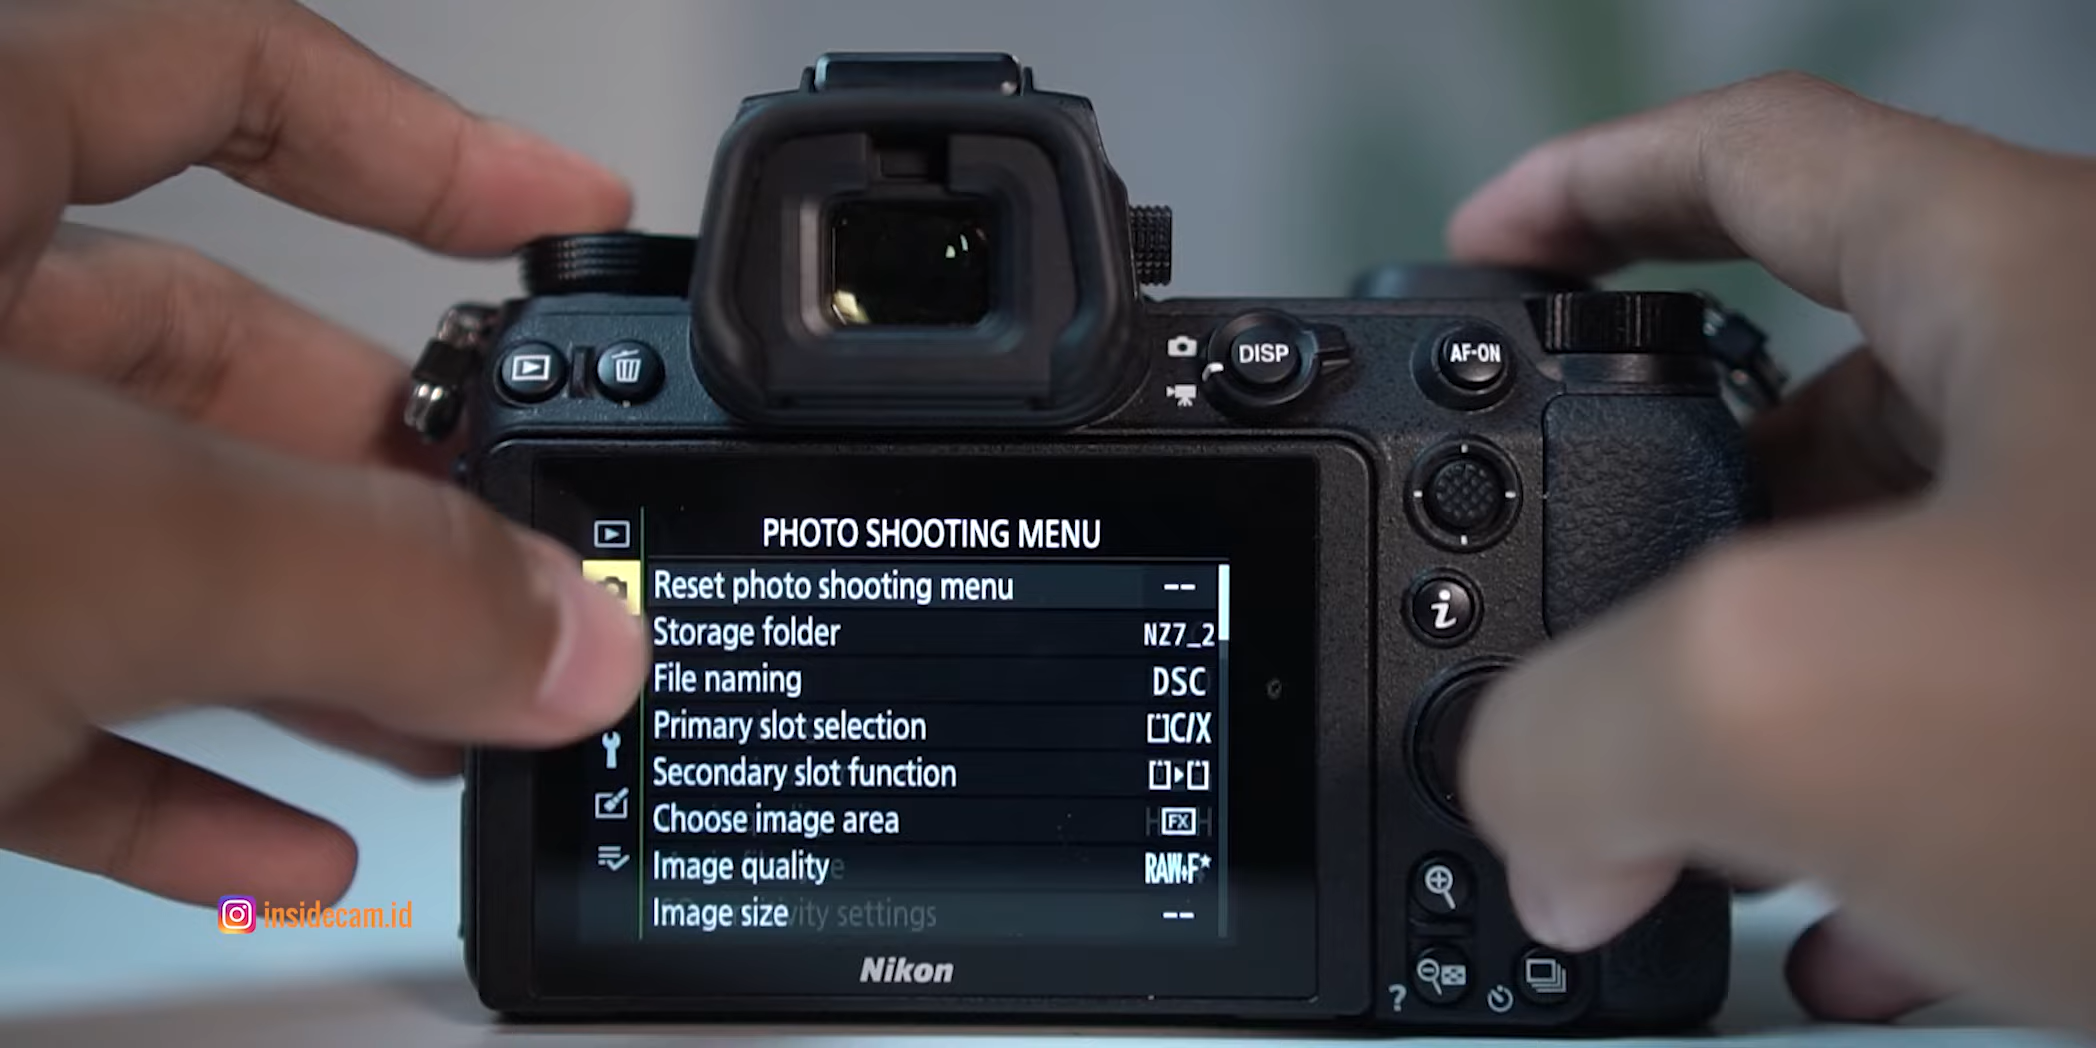 DISP
AF-ON
PHOTO SHOOTING MENU
Reset photo shooting menu --
Storage folder NZ7_2
File naming DSC
Primary slot selection C/X
Secondary slot function
Choose image area FX
Image quality RAW+F★
Image size --
i
insidecam.id
Nikon
?